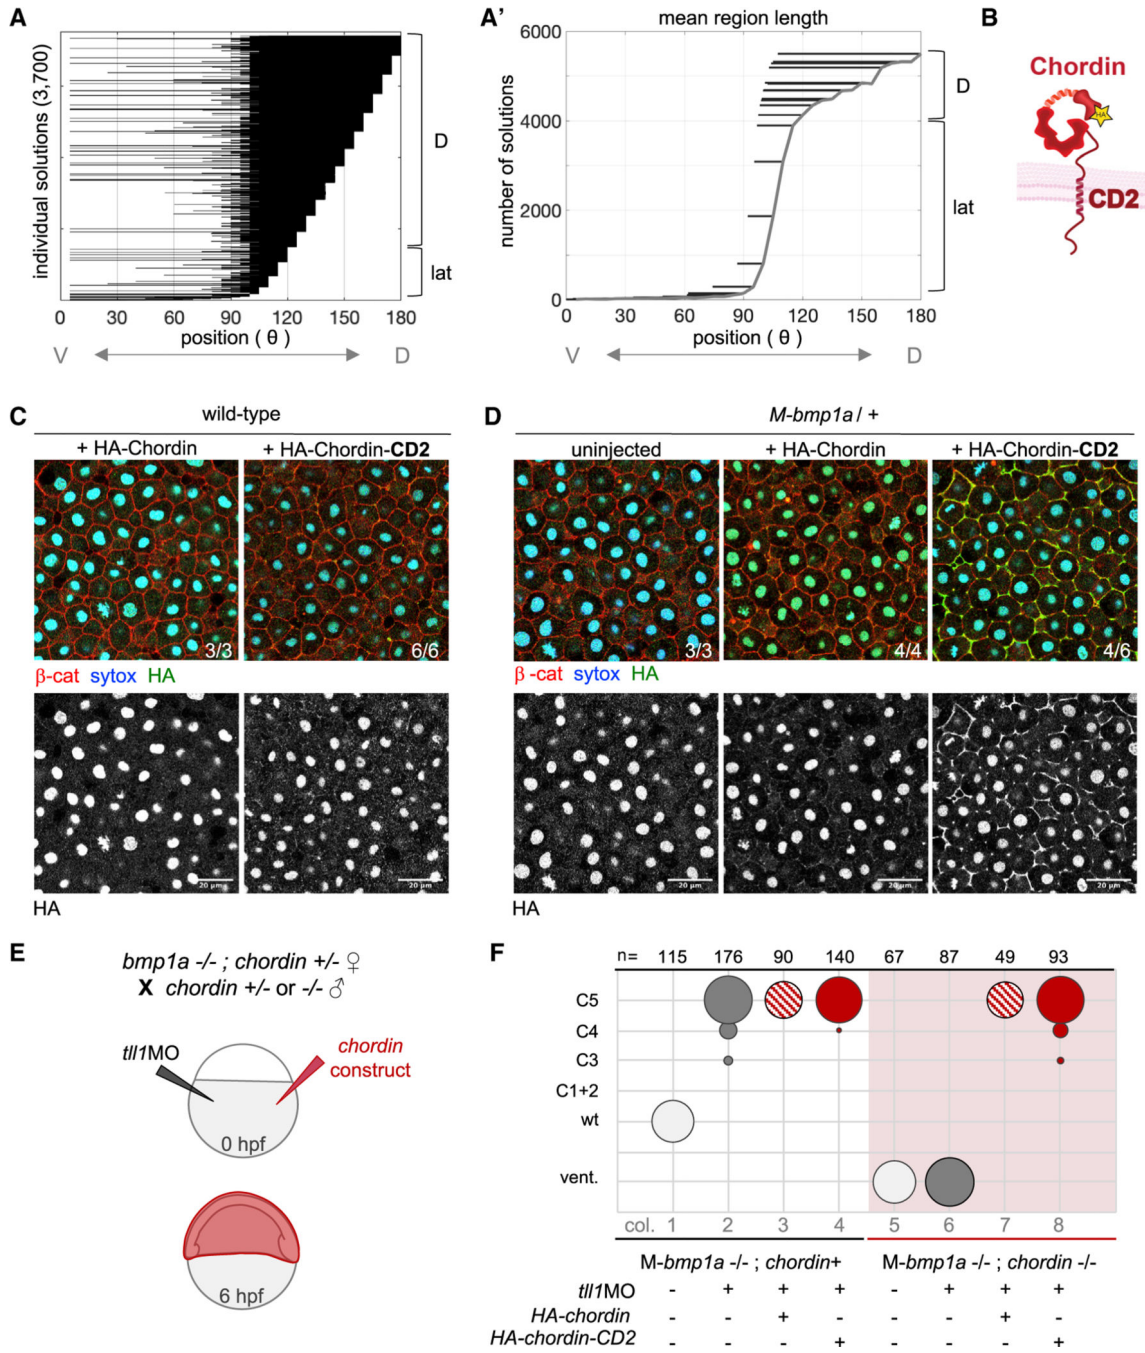 A
individual solutions (3,700)
D
lat
0 30 60 90 120 150 180
position ( θ )
V D
A'
mean region length
number of solutions
6000
4000
2000
0
D
lat
0 30 60 90 120 150 180
position ( θ )
V D
B
Chordin
HA
CD2
C
wild-type
+ HA-Chordin + HA-Chordin-CD2
3/3 6/6
β-cat sytox HA
20 μm 20 μm
HA
D
M-bmp1a / +
uninjected + HA-Chordin + HA-Chordin-CD2
3/3 4/4 4/6
β-cat sytox HA
20 μm 20 μm 20 μm
HA
E
bmp1a -/- ; chordin +/- ♀
X chordin +/- or -/- ♂
tll1MO
chordin
construct
0 hpf
6 hpf
F
n= 115 176 90 140 67 87 49 93
C5
C4
C3
C1+2
wt
vent.
col. 1 2 3 4 5 6 7 8
M-bmp1a -/- ; chordin+ M-bmp1a -/- ; chordin -/-
tll1MO - + + + - + + +
HA-chordin - - + - - - + -
HA-chordin-CD2 - - - + - - - +